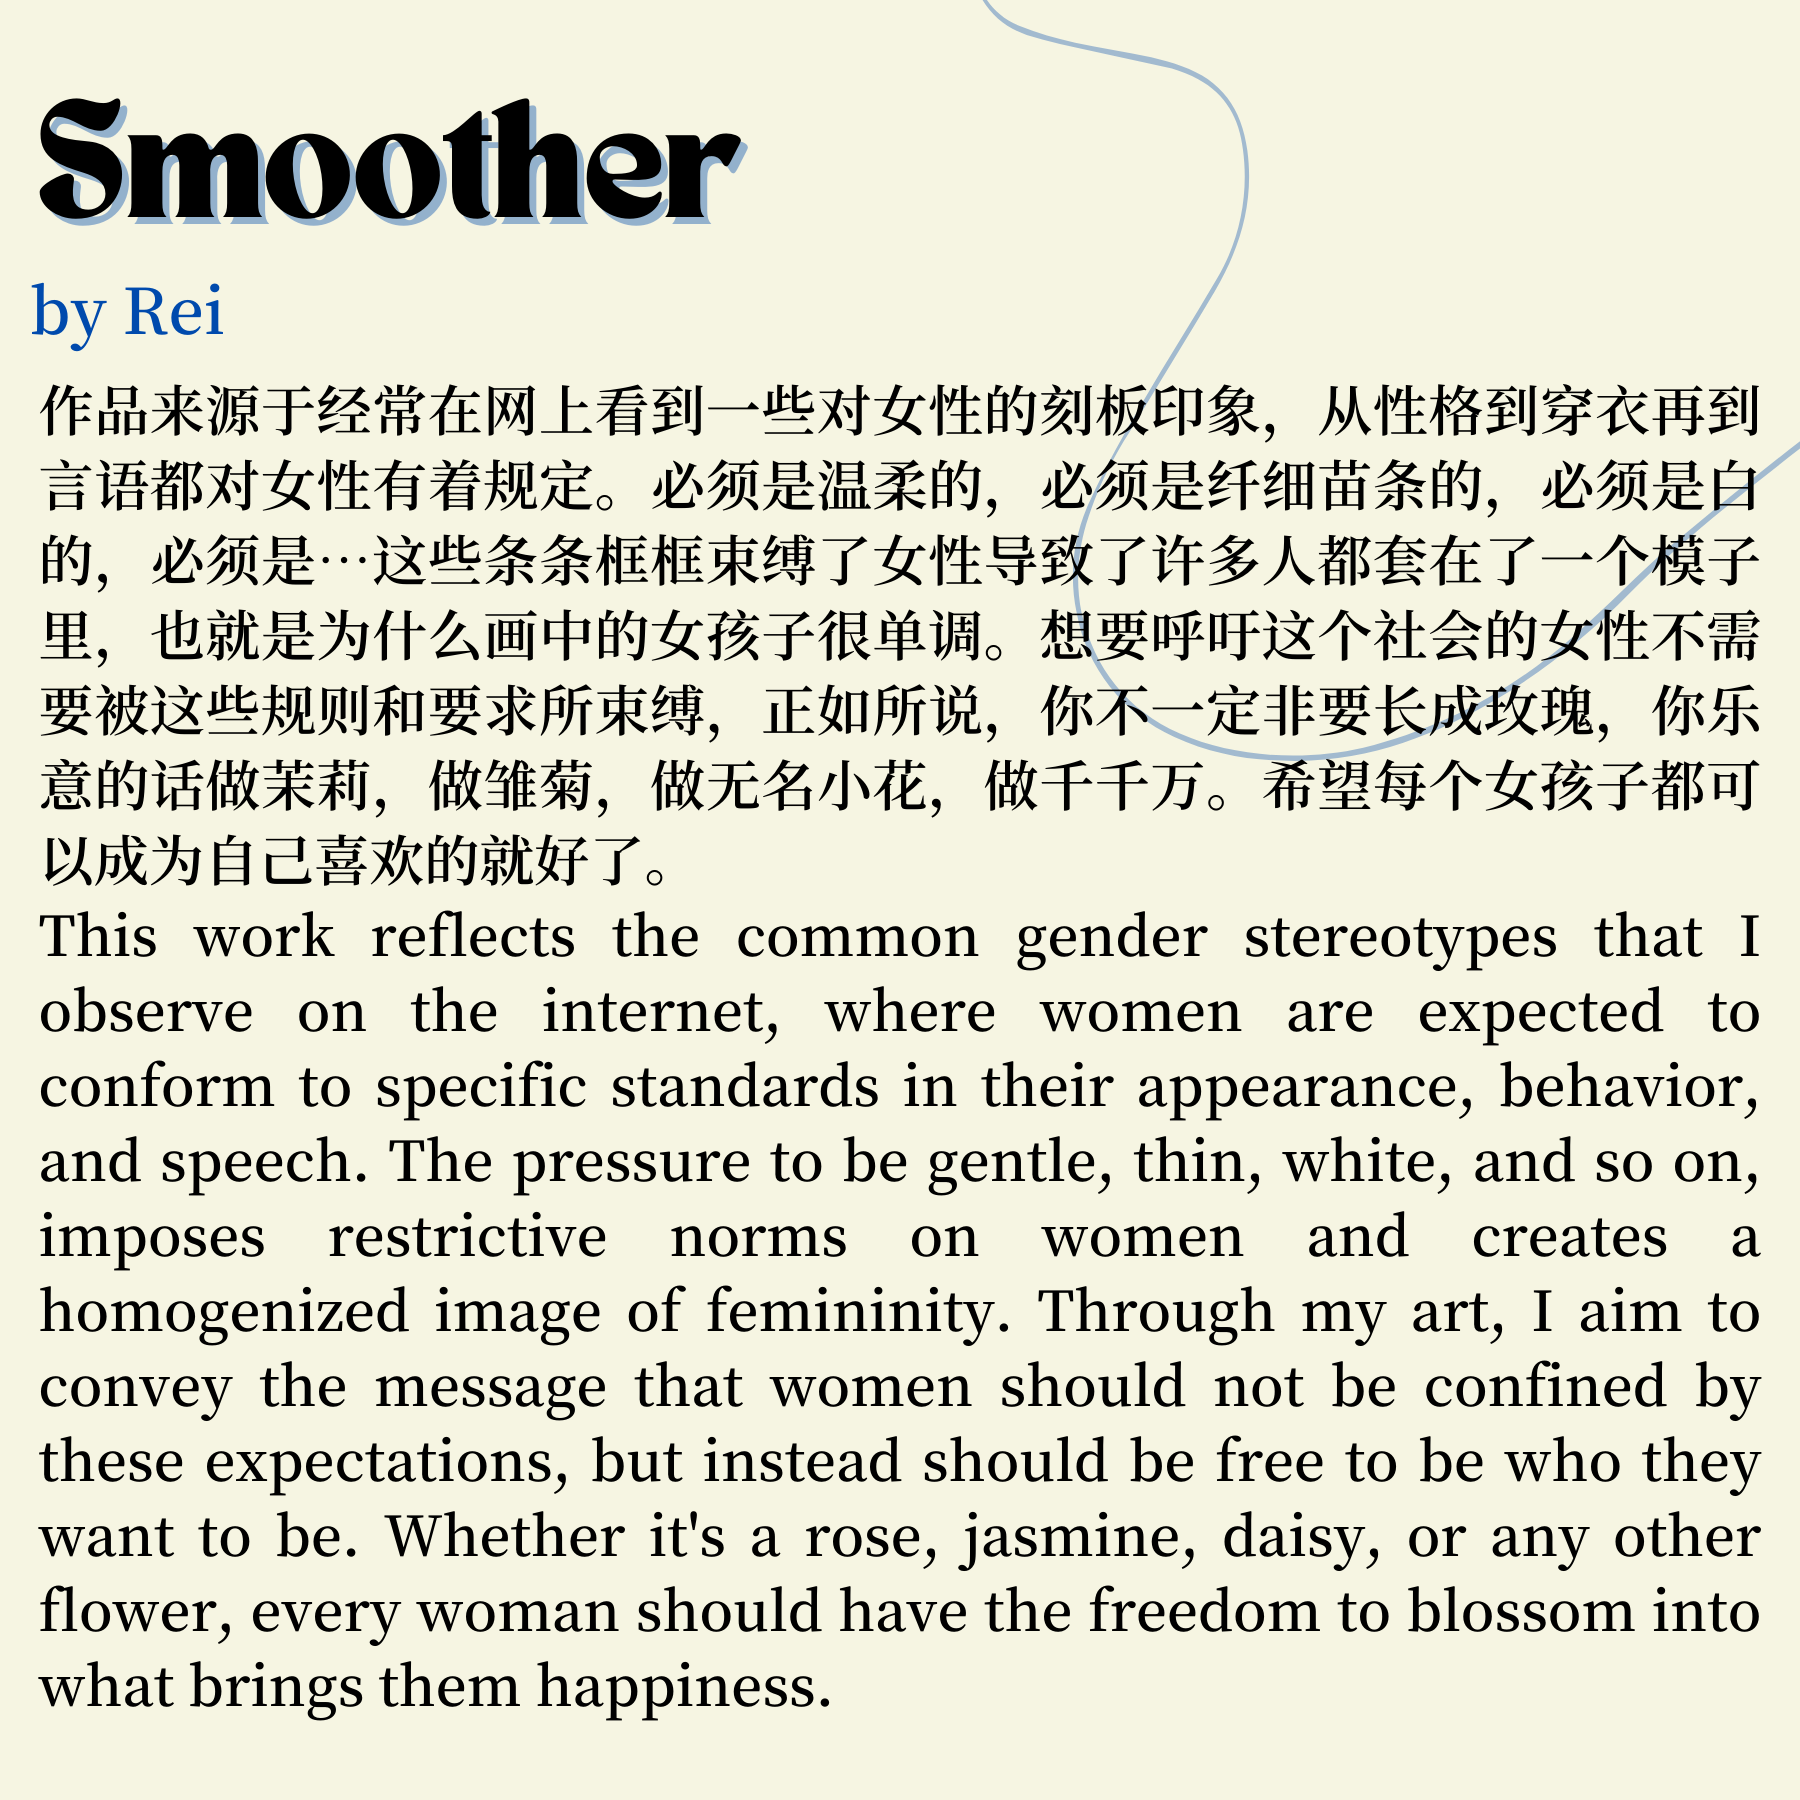 Smoother
by Rei
作品来源于经常在网上看到一些对女性的刻板印象，从性格到穿衣再到
言语都对女性有着规定。必须是温柔的，必须是纤细苗条的，必须是白
的，必须是…这些条条框框束缚了女性导致了许多人都套在了一个模子
里，也就是为什么画中的女孩子很单调。想要呼吁这个社会的女性不需
要被这些规则和要求所束缚，正如所说，你不一定非要长成玫瑰，你乐
意的话做茉莉，做雏菊，做无名小花，做千千万。希望每个女孩子都可
以成为自己喜欢的就好了。
This work reflects the common gender stereotypes that I
observe on the internet, where women are expected to
conform to specific standards in their appearance, behavior,
and speech. The pressure to be gentle, thin, white, and so on,
imposes restrictive norms on women and creates a
homogenized image of femininity. Through my art, I aim to
convey the message that women should not be confined by
these expectations, but instead should be free to be who they
want to be. Whether it's a rose, jasmine, daisy, or any other
flower, every woman should have the freedom to blossom into
what brings them happiness.